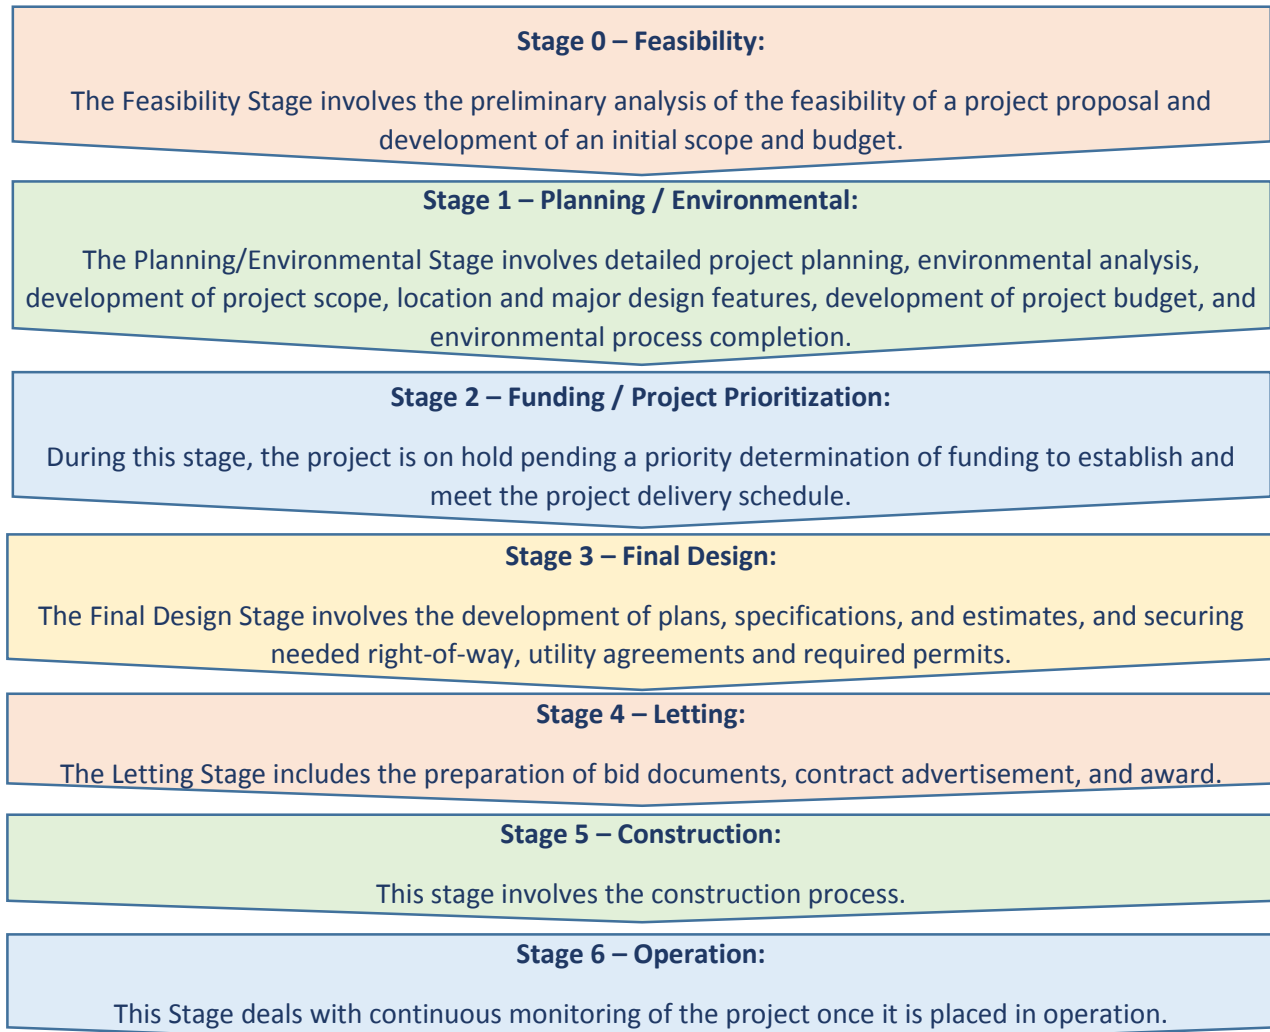 Stage 0 – Feasibility:
The Feasibility Stage involves the preliminary analysis of the feasibility of a project proposal and
development of an initial scope and budget.
Stage 1 – Planning / Environmental:
The Planning/Environmental Stage involves detailed project planning, environmental analysis,
development of project scope, location and major design features, development of project budget, and
environmental process completion.
Stage 2 – Funding / Project Prioritization:
During this stage, the project is on hold pending a priority determination of funding to establish and
meet the project delivery schedule.
Stage 3 – Final Design:
The Final Design Stage involves the development of plans, specifications, and estimates, and securing
needed right-of-way, utility agreements and required permits.
Stage 4 – Letting:
The Letting Stage includes the preparation of bid documents, contract advertisement, and award.
Stage 5 – Construction:
This stage involves the construction process.
Stage 6 – Operation:
This Stage deals with continuous monitoring of the project once it is placed in operation.